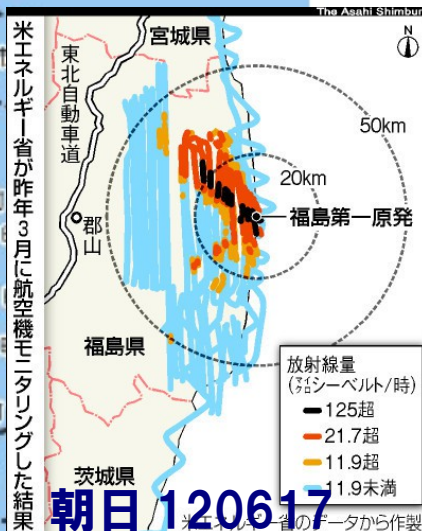 The Asahi Shimbun
米エネルギー省が昨年3月に航空機モニタリングした結果
宮城県
東北自動車道
N
50km
20km
福島第一原発
郡山
福島県
放射線量
(マイクロシーベルト/時)
125超
21.7超
11.9超
11.9未満
茨城県
米エネルギー省のデータから作製
朝日 120617